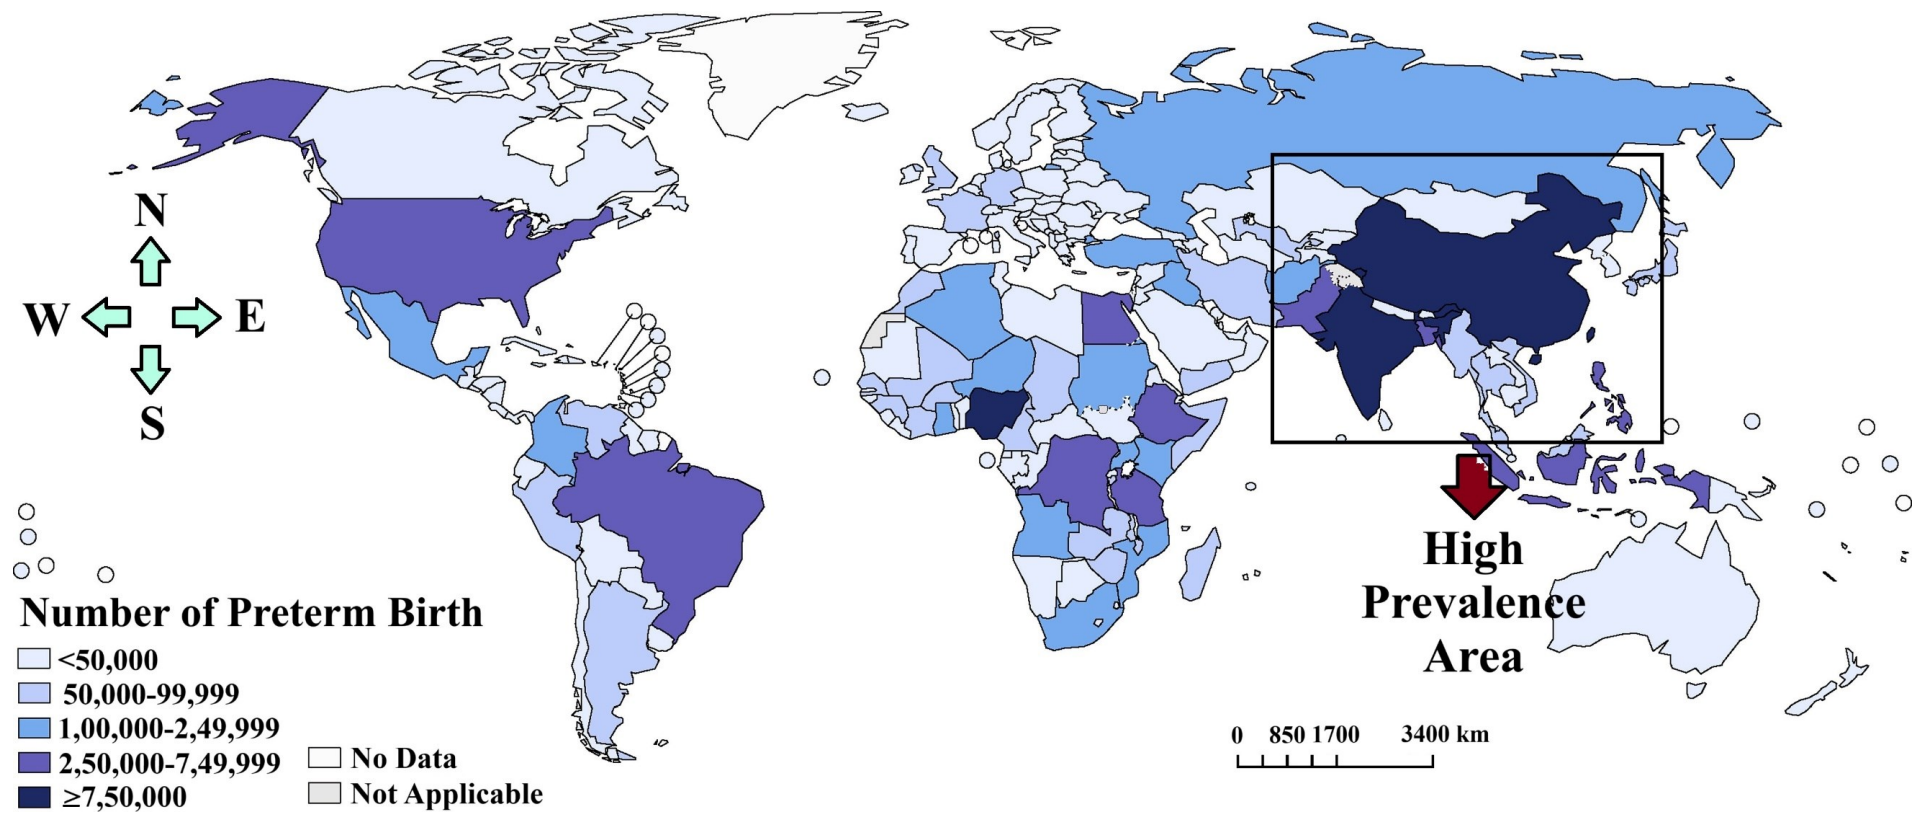 N
W
E
S
High
Prevalence
Area
Number of Preterm Birth
<50,000
50,000-99,999
1,00,000-2,49,999
2,50,000-7,49,999
≥7,50,000
No Data
Not Applicable
0 850 1700 3400 km